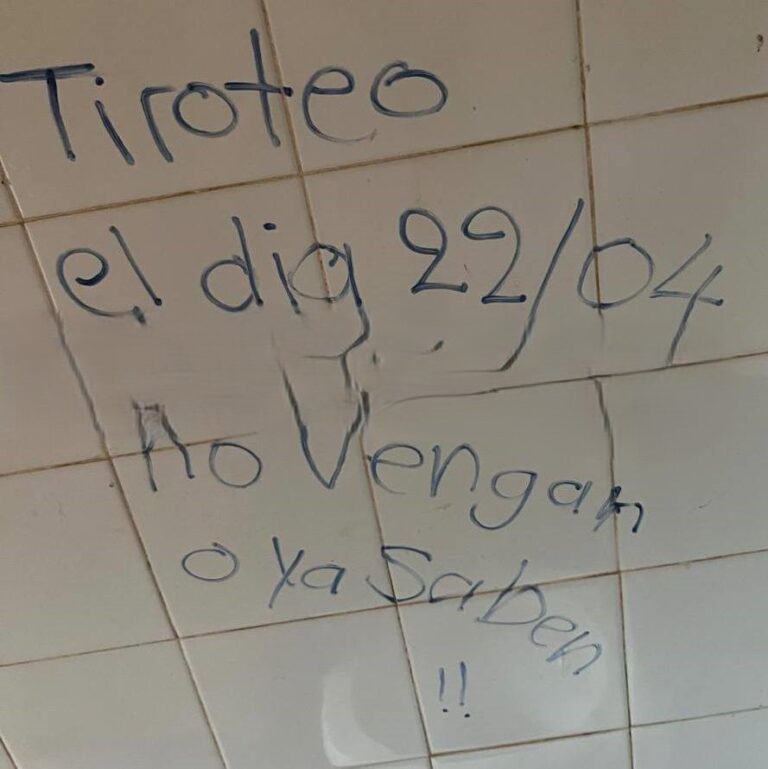 Tiroteo
el dia 22/04
no Vengan
o Ya Saben
!!